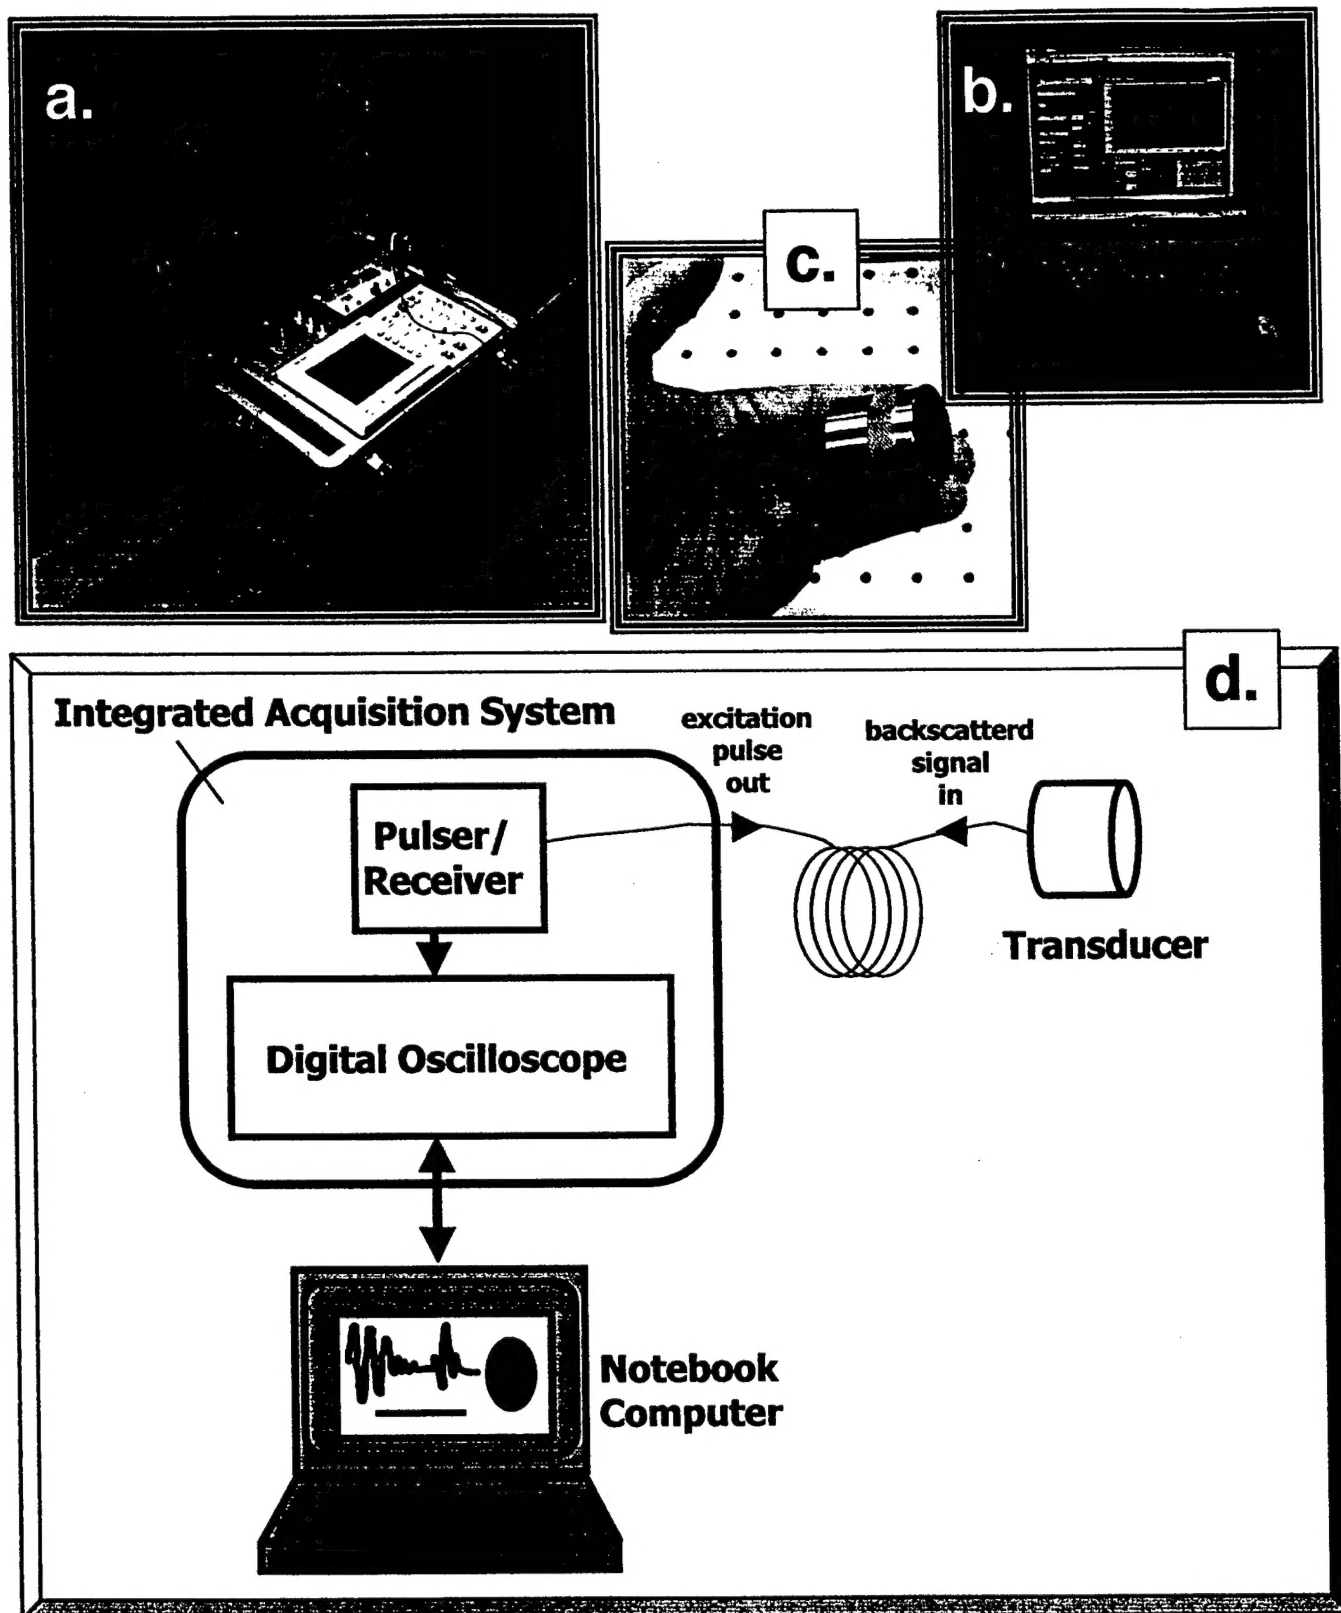 a.
b.
c.
d.
Integrated Acquisition System
excitation
pulse
out
backscatterd
signal
in
Pulser/
Receiver
Transducer
Digital Oscilloscope
Notebook
Computer